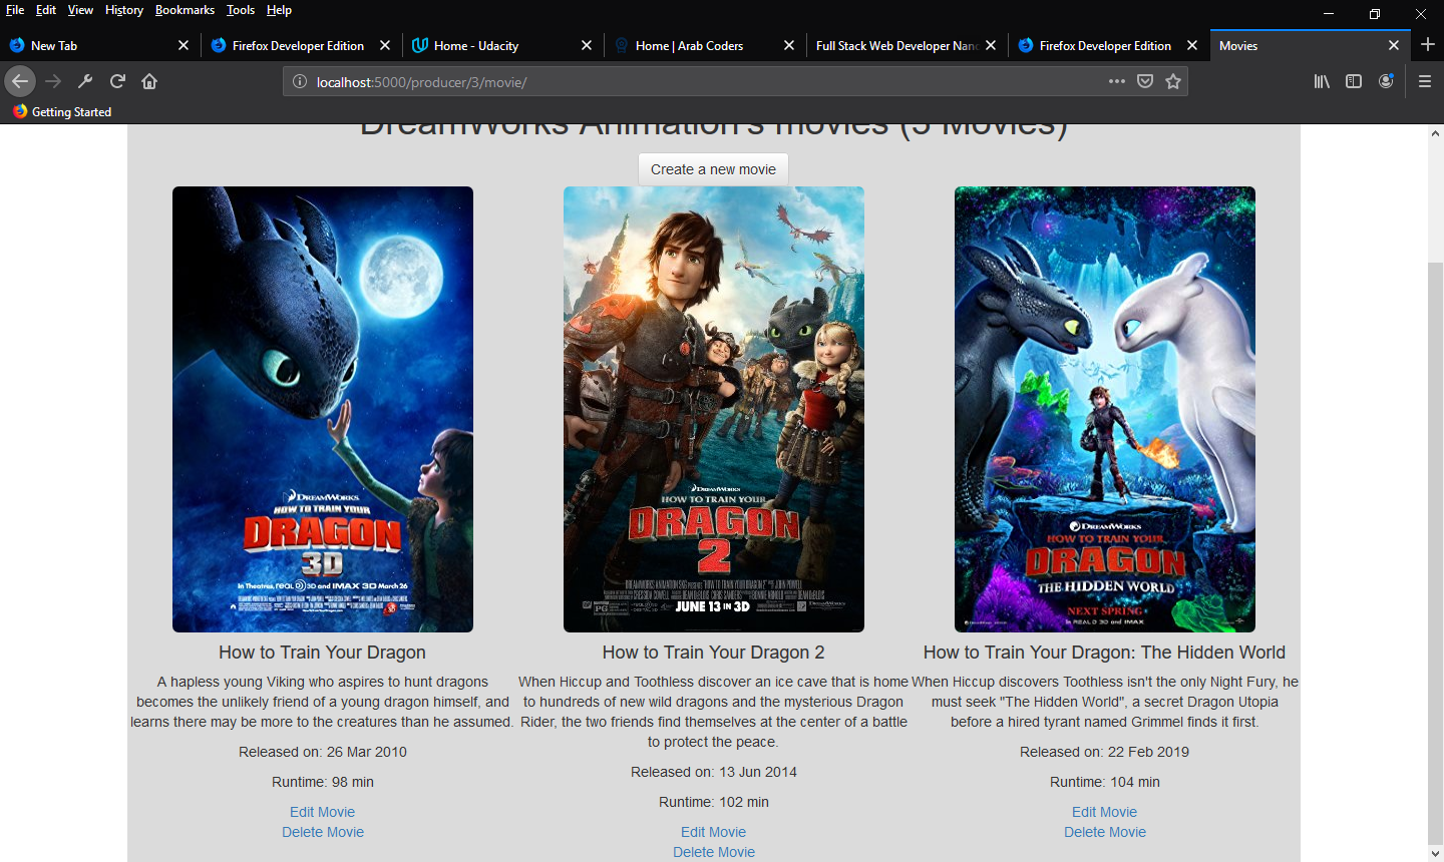 File Edit View History Bookmarks Tools Help
New Tab
Firefox Developer Edition
Home - Udacity
Home | Arab Coders
Full Stack Web Developer Nan
Firefox Developer Edition
Movies
localhost:5000/producer/3/movie/
Getting Started
DreamWorks Animation's movies (3 Movies)
Create a new movie
DREAMWORKS
HOW TO TRAIN YOUR
DRAGON
3D
In Theatres, REAL D 3D and IMAX 3D March 26
DREAMWORKS
HOW TO TRAIN YOUR
DRAGON
2
JUNE 13 IN 3D
DREAMWORKS
HOW TO TRAIN YOUR
DRAGON
THE HIDDEN WORLD
NEXT SPRING
IN REAL D 3D AND IMAX
How to Train Your Dragon
A hapless young Viking who aspires to hunt dragons
becomes the unlikely friend of a young dragon himself, and
learns there may be more to the creatures than he assumed.
Released on: 26 Mar 2010
Runtime: 98 min
Edit Movie
Delete Movie
How to Train Your Dragon 2
When Hiccup and Toothless discover an ice cave that is home
to hundreds of new wild dragons and the mysterious Dragon
Rider, the two friends find themselves at the center of a battle
to protect the peace.
Released on: 13 Jun 2014
Runtime: 102 min
Edit Movie
Delete Movie
How to Train Your Dragon: The Hidden World
When Hiccup discovers Toothless isn't the only Night Fury, he
must seek "The Hidden World", a secret Dragon Utopia
before a hired tyrant named Grimmel finds it first.
Released on: 22 Feb 2019
Runtime: 104 min
Edit Movie
Delete Movie